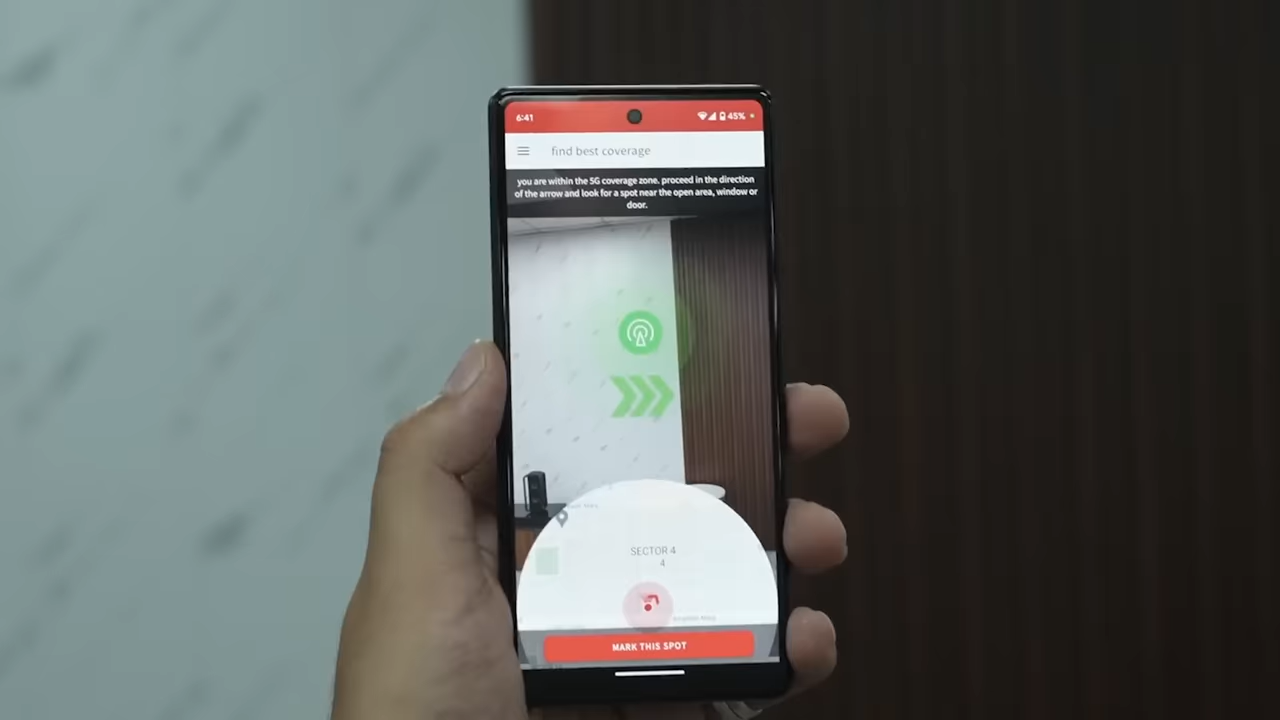 6:41
45%
find best coverage
you are within the 5G coverage zone. proceed in the direction
of the arrow and look for a spot near the open area, window or
door.
SECTOR 4
4
MARK THIS SPOT